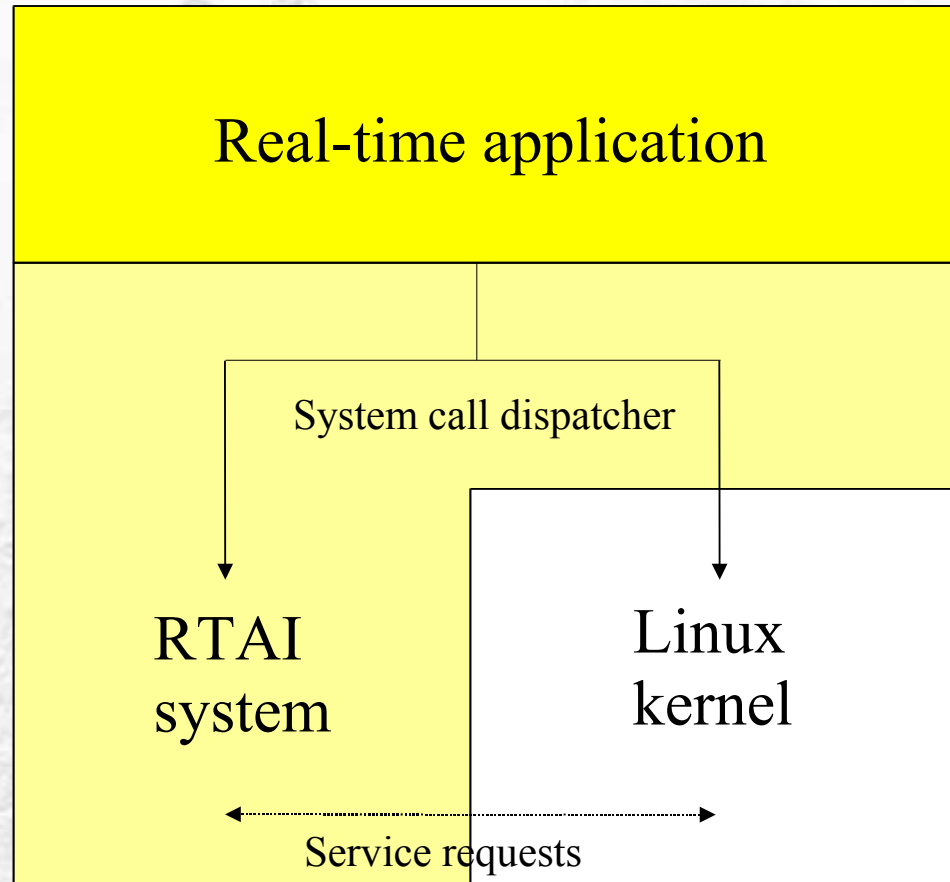 Real-time application
System call dispatcher
RTAI
system
Linux
kernel
Service requests